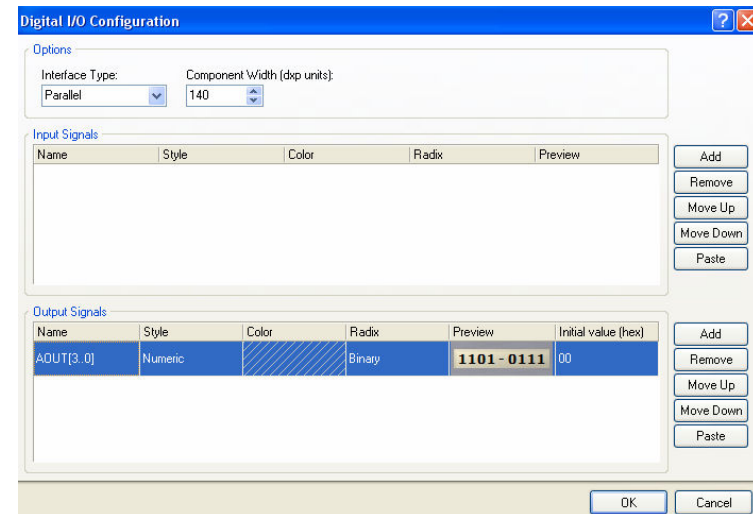 Digital I/O Configuration
Options
Interface Type: Component Width (dxp units):
Parallel 140
Input Signals
Name Style Color Radix Preview
Add
Remove
Move Up
Move Down
Paste
Output Signals
Name Style Color Radix Preview Initial value (hex)
AOUT[3..0] Numeric Binary 1101-0111 00
Add
Remove
Move Up
Move Down
Paste
OK Cancel